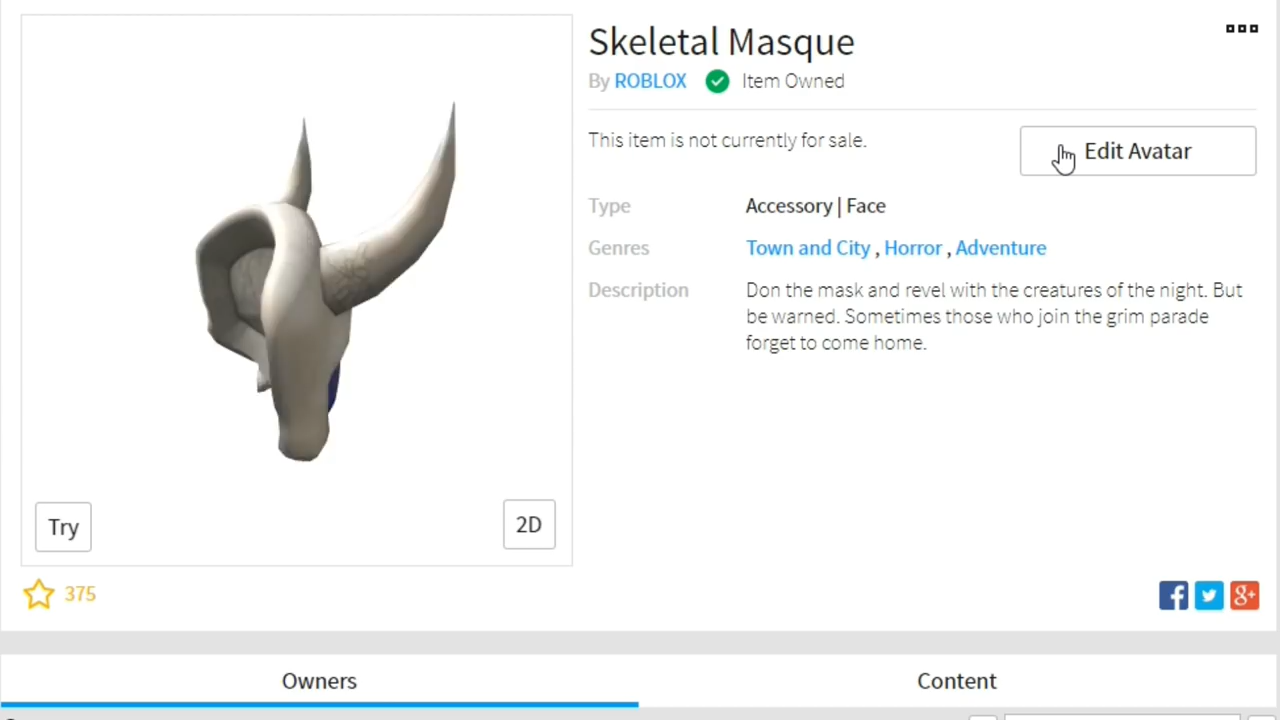 Skeletal Masque
By ROBLOX Item Owned
This item is not currently for sale.
Edit Avatar
Type Accessory | Face
Genres Town and City , Horror , Adventure
Description Don the mask and revel with the creatures of the night. But
be warned. Sometimes those who join the grim parade
forget to come home.
Try
2D
375
f
g+
Owners
Content